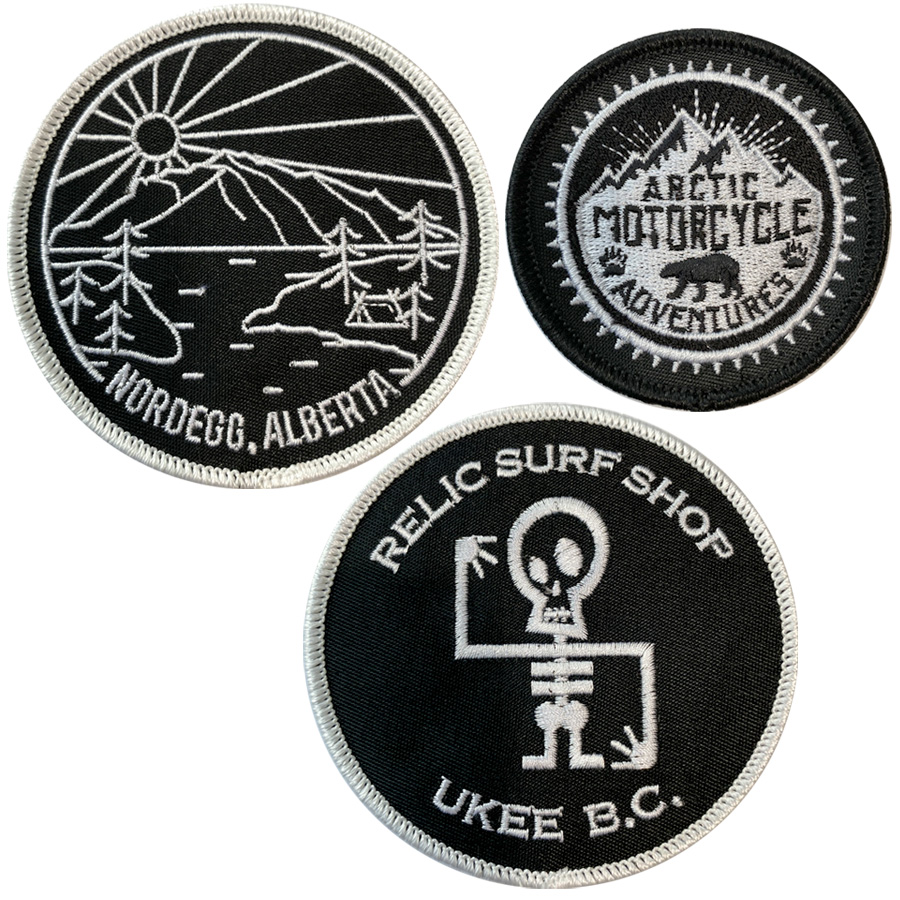 NORDEGG, ALBERTA
ARCTIC
MOTORCYCLE
ADVENTURES
RELIC SURF SHOP
UKEE B.C.